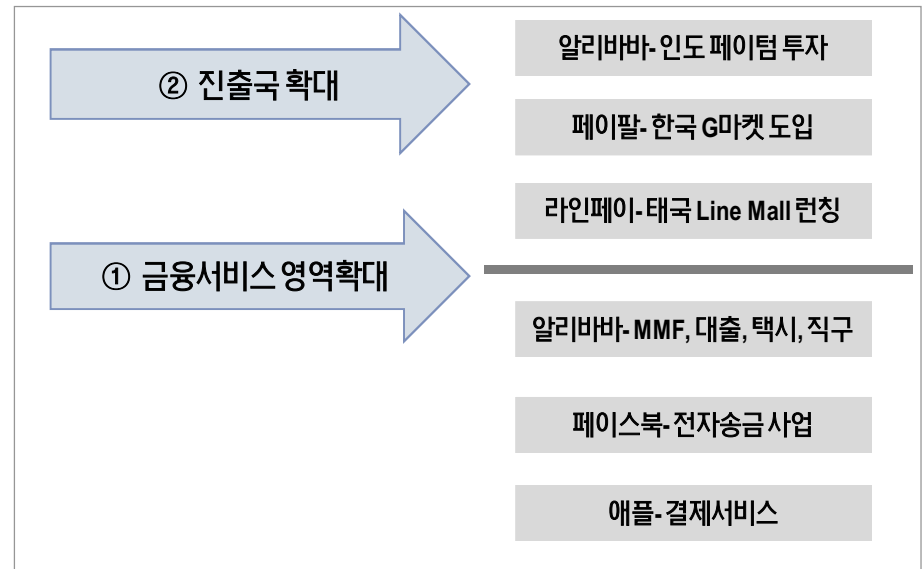 ② 진출국 확대
알리바바- 인도 페이텀 투자
페이팔- 한국 G마켓 도입
라인페이- 태국 Line Mall 런칭
① 금융서비스 영역확대
알리바바- MMF, 대출, 택시, 직구
페이스북- 전자송금 사업
애플- 결제서비스